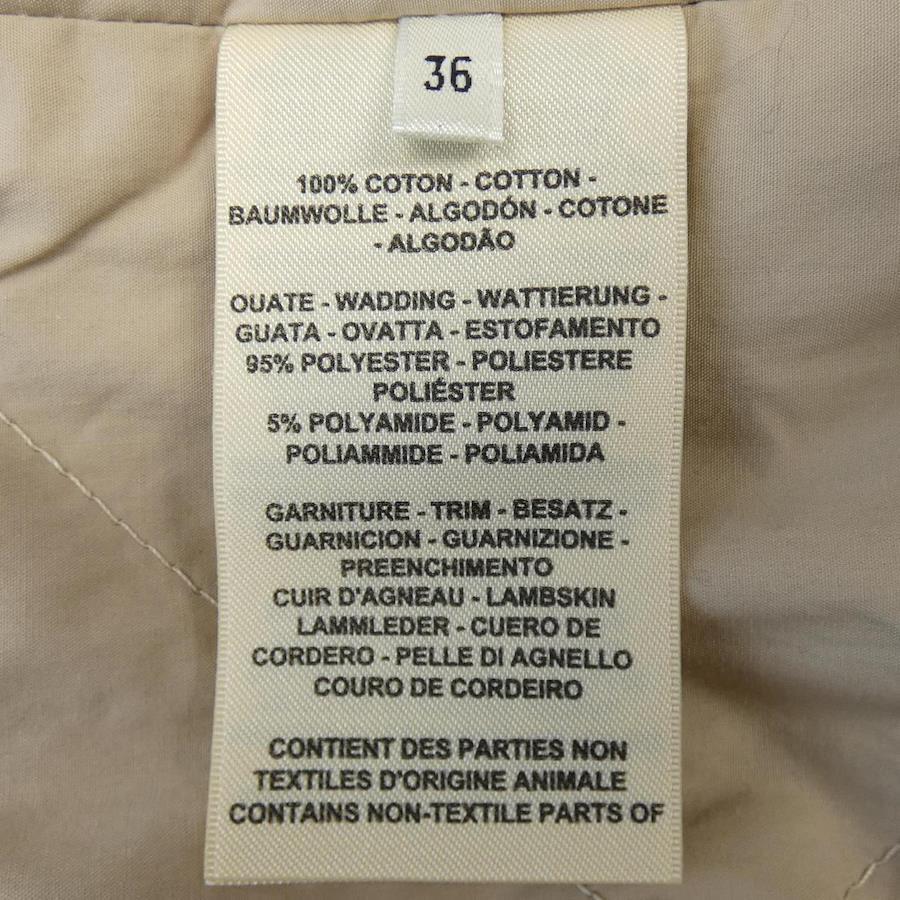 36
100% COTON - COTTON -
BAUMWOLLE - ALGODÓN - COTONE
- ALGODÃO
OUATE - WADDING - WATTIERUNG -
GUATA - OVATTA - ESTOFAMENTO
95% POLYESTER - POLIESTERE
POLIÉSTER
5% POLYAMIDE - POLYAMID -
POLIAMMIDE - POLIAMIDA
GARNITURE - TRIM - BESATZ -
GUARNICION - GUARNIZIONE -
PREENCHIMENTO
CUIR D'AGNEAU - LAMBSKIN
LAMMLEDER - CUERO DE
CORDERO - PELLE DI AGNELLO
COURO DE CORDEIRO
CONTIENT DES PARTIES NON
TEXTILES D'ORIGINE ANIMALE
CONTAINS NON-TEXTILE PARTS OF